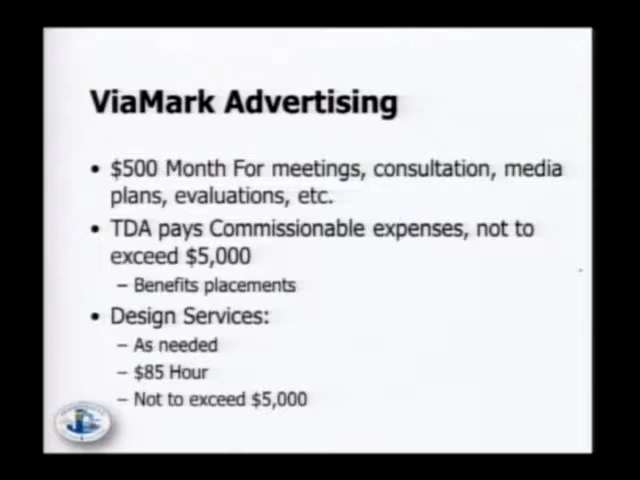 ViaMark Advertising
• $500 Month For meetings, consultation, media
plans, evaluations, etc.
• TDA pays Commissionable expenses, not to
exceed $5,000
– Benefits placements
• Design Services:
– As needed
– $85 Hour
– Not to exceed $5,000